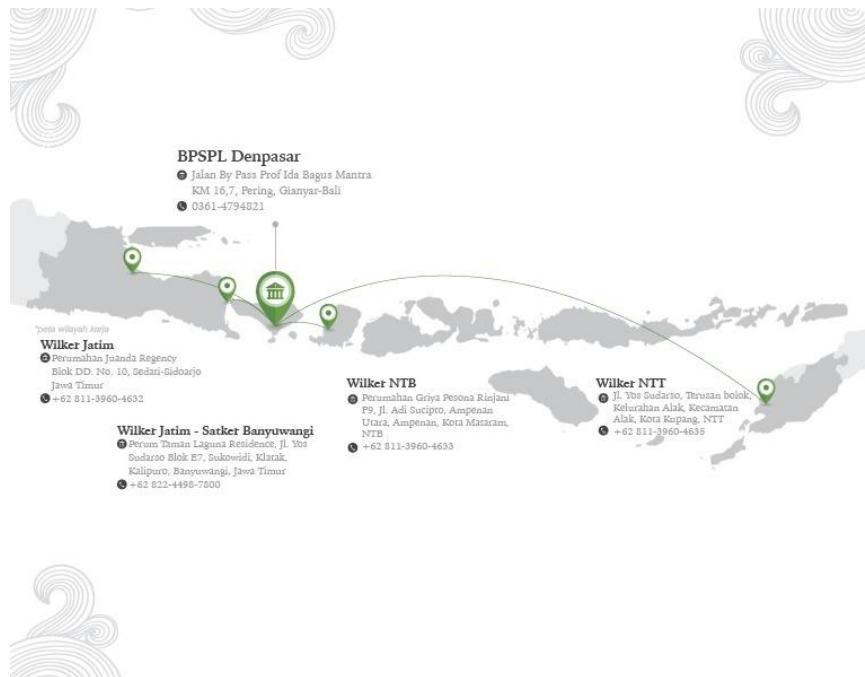 BPSPL Denpasar
Jalan By Pass Prof Ida Bagus Mantra
KM 16,7, Pering, Gianyar-Bali
0361-4794821
*peta wilayah kerja
Wilker Jatim
Perumahan Juanda Regency
Blok DD. No. 10, Sedati-Sidoarjo
Jawa Timur
+62 811-3960-4632
Wilker Jatim - Satker Banyuwangi
Perum Taman Laguna Residence, Jl. Yos
Sudarso Blok E7, Sukowidi, Klatak,
Kalipuro, Banyuwangi, Jawa Timur
+62 822-4498-7800
Wilker NTB
Perumahan Griya Pesona Rinjani
P9, Jl. Adi Sucipto, Ampenan
Utara, Ampenan, Kota Mataram,
NTB
+62 811-3960-4633
Wilker NTT
Jl. Yos Sudarso, Terusan bolok,
Kelurahan Alak, Kecamatan
Alak, Kota Kupang, NTT
+62 811-3960-4635